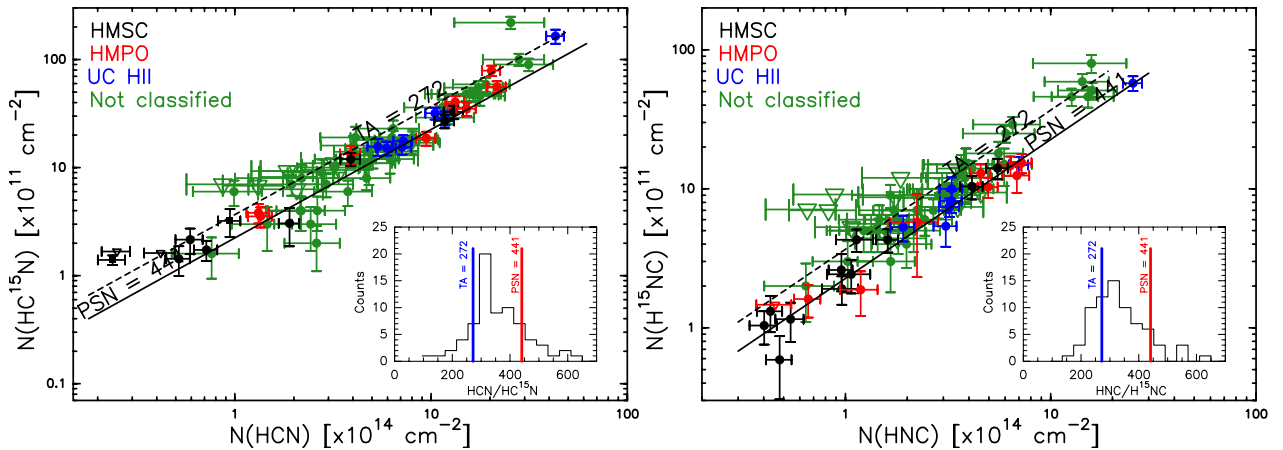 HMSC
HMPO
UC HII
Not classified
TA = 272
PSN = 441
N(HC¹⁵N) [x10¹¹ cm⁻²]
100
10
1
0.1
1
10
100
N(HCN) [x10¹⁴ cm⁻²]
25
20
15
10
5
0
Counts
TA = 272
PSN = 441
0
200
400
600
HCN/HC¹⁵N
HMSC
HMPO
UC HII
Not classified
TA = 272
PSN = 441
N(H¹⁵NC) [x10¹¹ cm⁻²]
100
10
1
1
10
100
N(HNC) [x10¹⁴ cm⁻²]
25
20
15
10
5
0
Counts
TA = 272
PSN = 441
0
200
400
600
HNC/H¹⁵NC